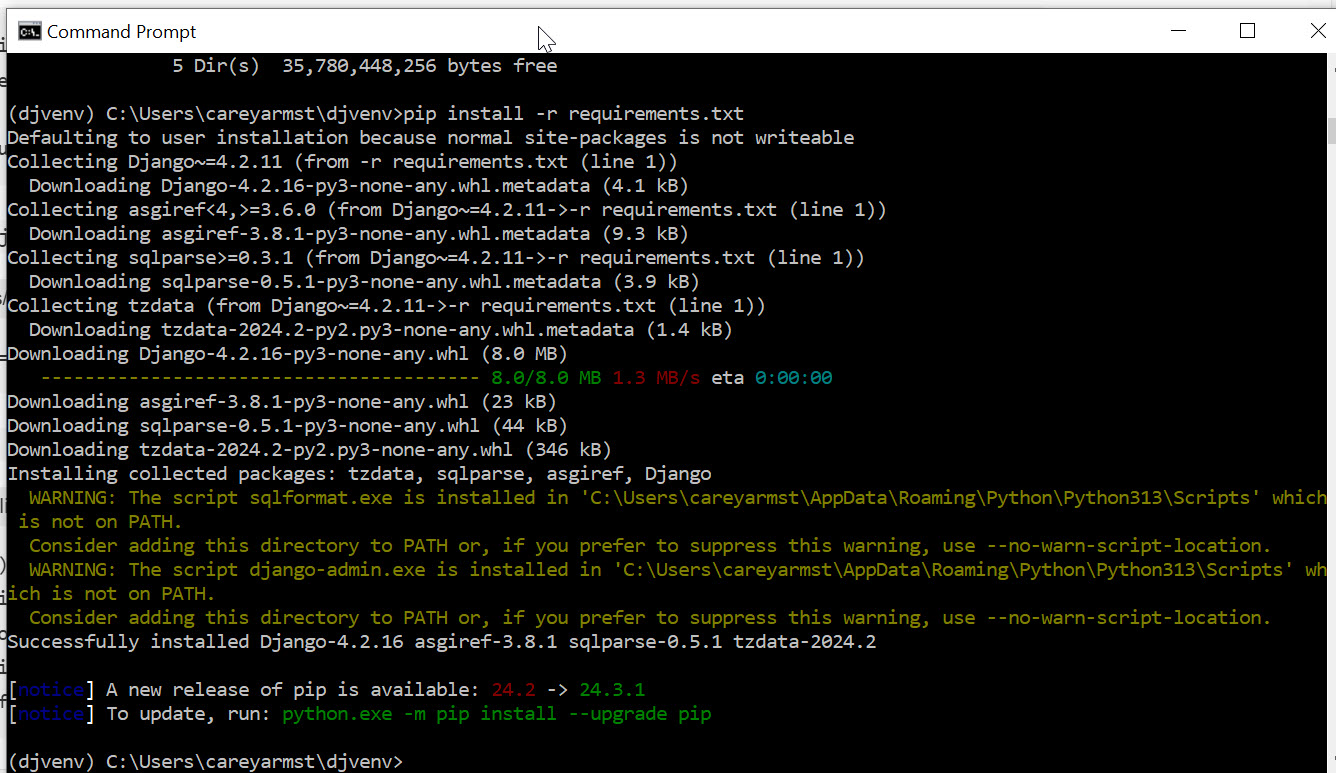 Command Prompt
5 Dir(s)  35,780,448,256 bytes free
(djvenv) C:\Users\careyarmst\djvenv>pip install -r requirements.txt
Defaulting to user installation because normal site-packages is not writeable
Collecting Django~=4.2.11 (from -r requirements.txt (line 1))
  Downloading Django-4.2.16-py3-none-any.whl.metadata (4.1 kB)
Collecting asgiref<4,>=3.6.0 (from Django~=4.2.11->-r requirements.txt (line 1))
  Downloading asgiref-3.8.1-py3-none-any.whl.metadata (9.3 kB)
Collecting sqlparse>=0.3.1 (from Django~=4.2.11->-r requirements.txt (line 1))
  Downloading sqlparse-0.5.1-py3-none-any.whl.metadata (3.9 kB)
Collecting tzdata (from Django~=4.2.11->-r requirements.txt (line 1))
  Downloading tzdata-2024.2-py2.py3-none-any.whl.metadata (1.4 kB)
Downloading Django-4.2.16-py3-none-any.whl (8.0 MB)
   ---------------------------------------- 8.0/8.0 MB 1.3 MB/s eta 0:00:00
Downloading asgiref-3.8.1-py3-none-any.whl (23 kB)
Downloading sqlparse-0.5.1-py3-none-any.whl (44 kB)
Downloading tzdata-2024.2-py2.py3-none-any.whl (346 kB)
Installing collected packages: tzdata, sqlparse, asgiref, Django
  WARNING: The script sqlformat.exe is installed in 'C:\Users\careyarmst\AppData\Roaming\Python\Python313\Scripts' which
 is not on PATH.
  Consider adding this directory to PATH or, if you prefer to suppress this warning, use --no-warn-script-location.
  WARNING: The script django-admin.exe is installed in 'C:\Users\careyarmst\AppData\Roaming\Python\Python313\Scripts' wh
ich is not on PATH.
  Consider adding this directory to PATH or, if you prefer to suppress this warning, use --no-warn-script-location.
Successfully installed Django-4.2.16 asgiref-3.8.1 sqlparse-0.5.1 tzdata-2024.2
[notice] A new release of pip is available: 24.2 -> 24.3.1
[notice] To update, run: python.exe -m pip install --upgrade pip
(djvenv) C:\Users\careyarmst\djvenv>